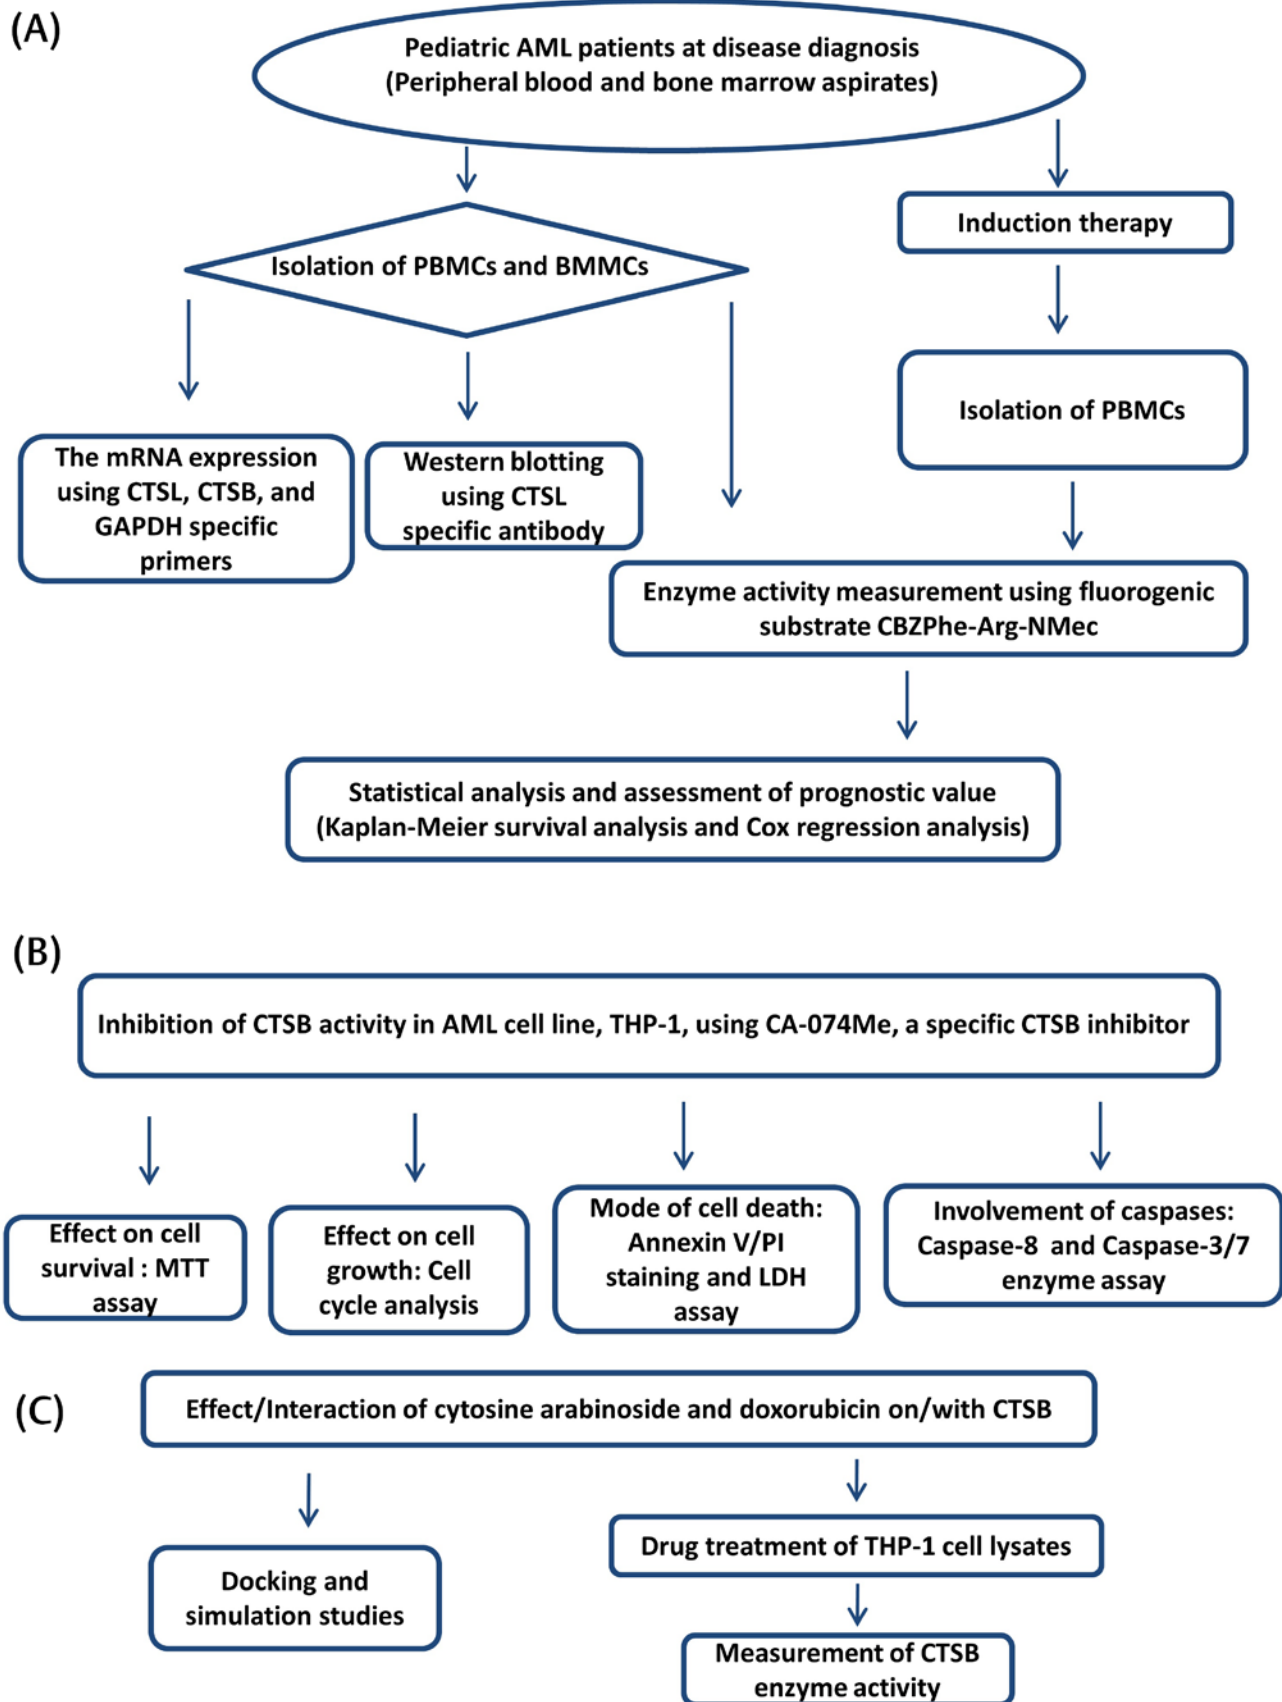 (A)
Pediatric AML patients at disease diagnosis
(Peripheral blood and bone marrow aspirates)
Induction therapy
Isolation of PBMCs and BMMCs
Isolation of PBMCs
The mRNA expression
using CTSL, CTSB, and
GAPDH specific
primers
Western blotting
using CTSL
specific antibody
Enzyme activity measurement using fluorogenic
substrate CBZPhe-Arg-NMec
Statistical analysis and assessment of prognostic value
(Kaplan-Meier survival analysis and Cox regression analysis)
(B)
Inhibition of CTSB activity in AML cell line, THP-1, using CA-074Me, a specific CTSB inhibitor
Effect on cell
survival : MTT
assay
Effect on cell
growth: Cell
cycle analysis
Mode of cell death:
Annexin V/PI
staining and LDH
assay
Involvement of caspases:
Caspase-8 and Caspase-3/7
enzyme assay
(C)
Effect/Interaction of cytosine arabinoside and doxorubicin on/with CTSB
Docking and
simulation studies
Drug treatment of THP-1 cell lysates
Measurement of CTSB
enzyme activity